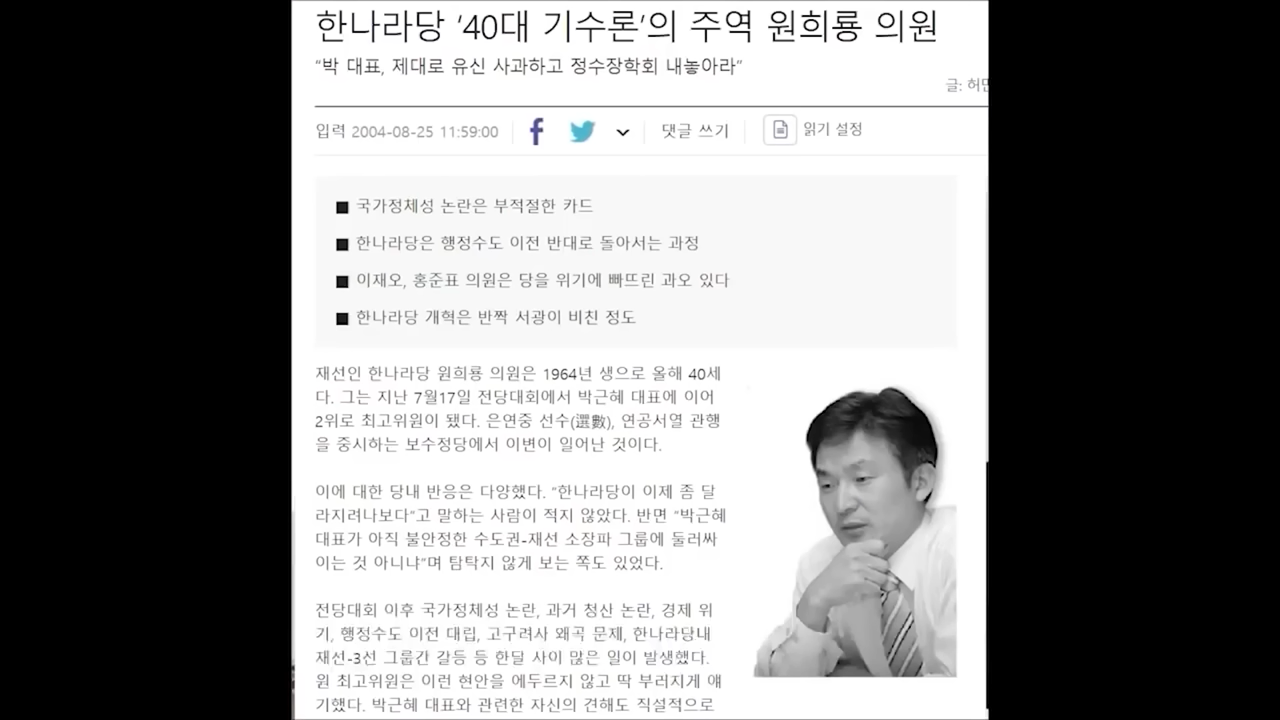 한나라당 '40대 기수론'의 주역 원희룡 의원
“박 대표, 제대로 유신 사과하고 정수장학회 내놓아라”
글: 허민
입력 2004-08-25 11:59:00 댓글 쓰기 읽기 설정
■ 국가정체성 논란은 부적절한 카드
■ 한나라당은 행정수도 이전 반대로 돌아서는 과정
■ 이재오, 홍준표 의원은 당을 위기에 빠뜨린 과오 있다
■ 한나라당 개혁은 반짝 서광이 비친 정도
재선인 한나라당 원희룡 의원은 1964년 생으로 올해 40세
다. 그는 지난 7월17일 전당대회에서 박근혜 대표에 이어
2위로 최고위원이 됐다. 은연중 선수(選數), 연공서열 관행
을 중시하는 보수정당에서 이변이 일어난 것이다.
이에 대한 당내 반응은 다양했다. “한나라당이 이제 좀 달
라지려나보다”고 말하는 사람이 적지 않았다. 반면 “박근혜
대표가 아직 불안정한 수도권-재선 소장파 그룹에 둘러싸
이는 것 아니냐”며 탐탁지 않게 보는 쪽도 있었다.
전당대회 이후 국가정체성 논란, 과거 청산 논란, 경제 위
기, 행정수도 이전 대립, 고구려사 왜곡 문제, 한나라당내
재선-3선 그룹간 갈등 등 한달 사이 많은 일이 발생했다.
원 최고위원은 이런 현안을 에두르지 않고 딱 부러지게 얘
기했다. 박근혜 대표와 관련한 자신의 견해도 직설적으로